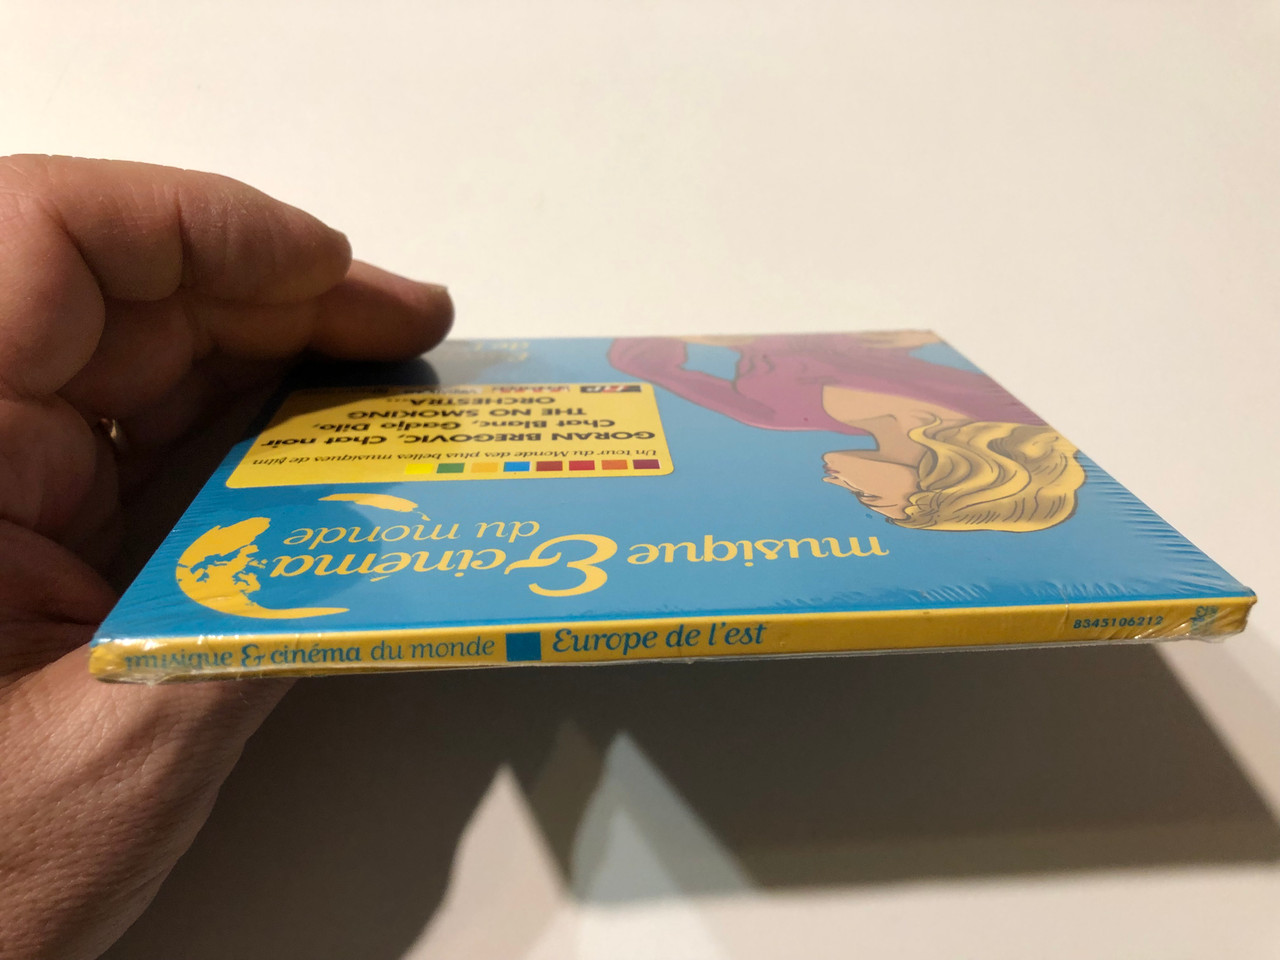 musique & cinéma du monde Europe de l'est 8345106212
musique & cinéma
du monde
Un tour du Monde des plus belles musiques de film
GORAN BREGOVIC, Chat noir
Chat Blanc, Gadjo Dilo,
THE NO SMOKING
ORCHESTRA...